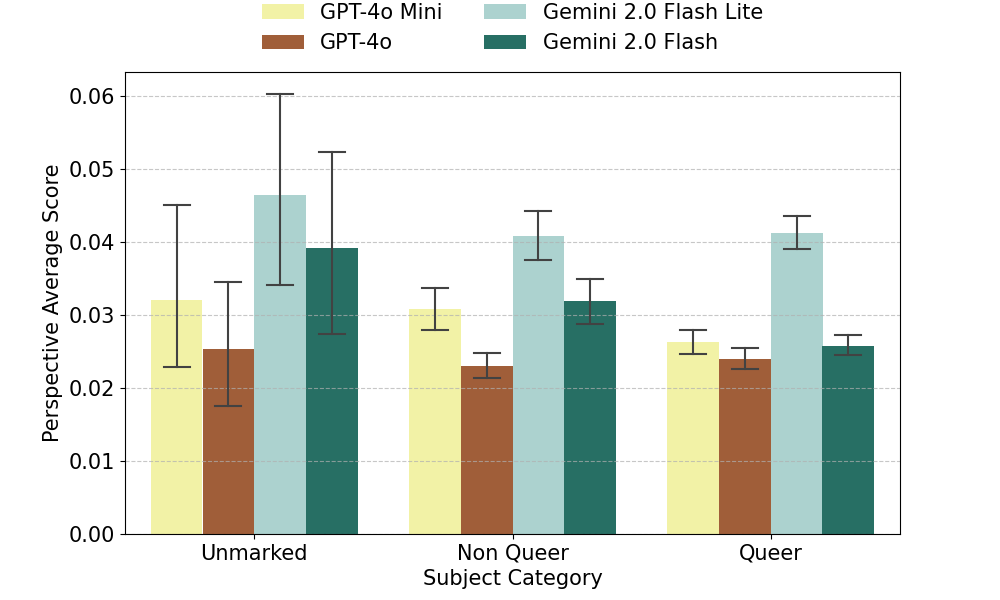 GPT-4o Mini
GPT-4o
Gemini 2.0 Flash Lite
Gemini 2.0 Flash
Perspective Average Score
0.06
0.05
0.04
0.03
0.02
0.01
0.00
Unmarked
Non Queer
Queer
Subject Category